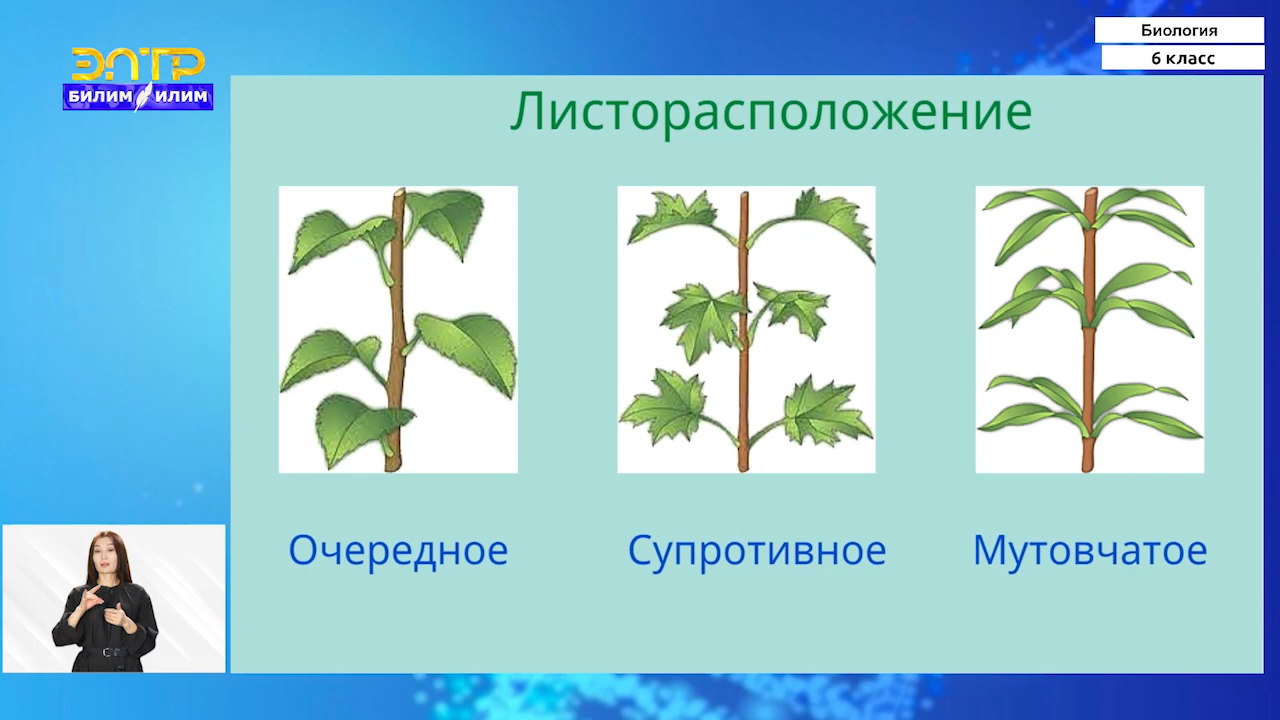 Биология
6 класс
ЭЛТР
БИЛИМ ИЛИМ
Листорасположение
Очередное
Супротивное
Мутовчатое